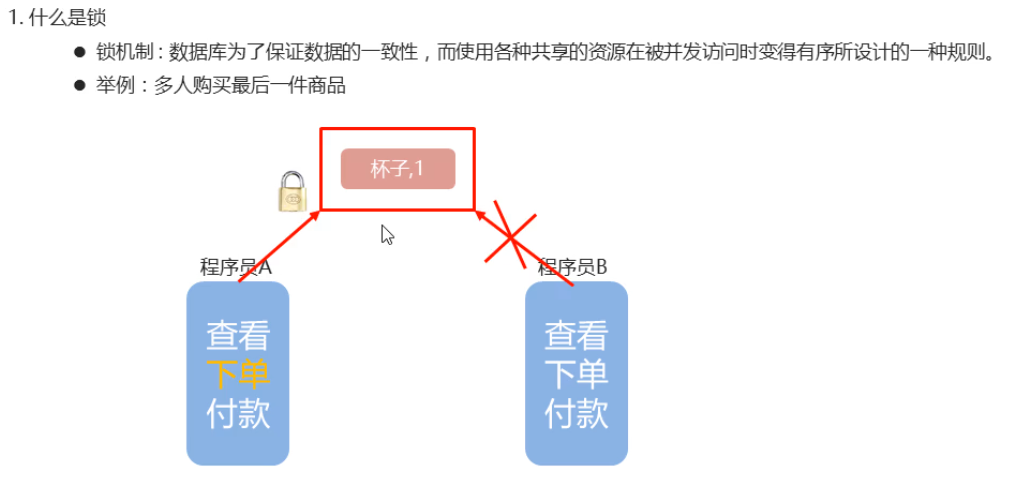 1. 什么是锁
● 锁机制 : 数据库为了保证数据的一致性，而使用各种共享的资源在被并发访问时变得有序所设计的一种规则。
● 举例：多人购买最后一件商品
杯子,1
程序员A
程序员B
查看
下单
付款
查看
下单
付款